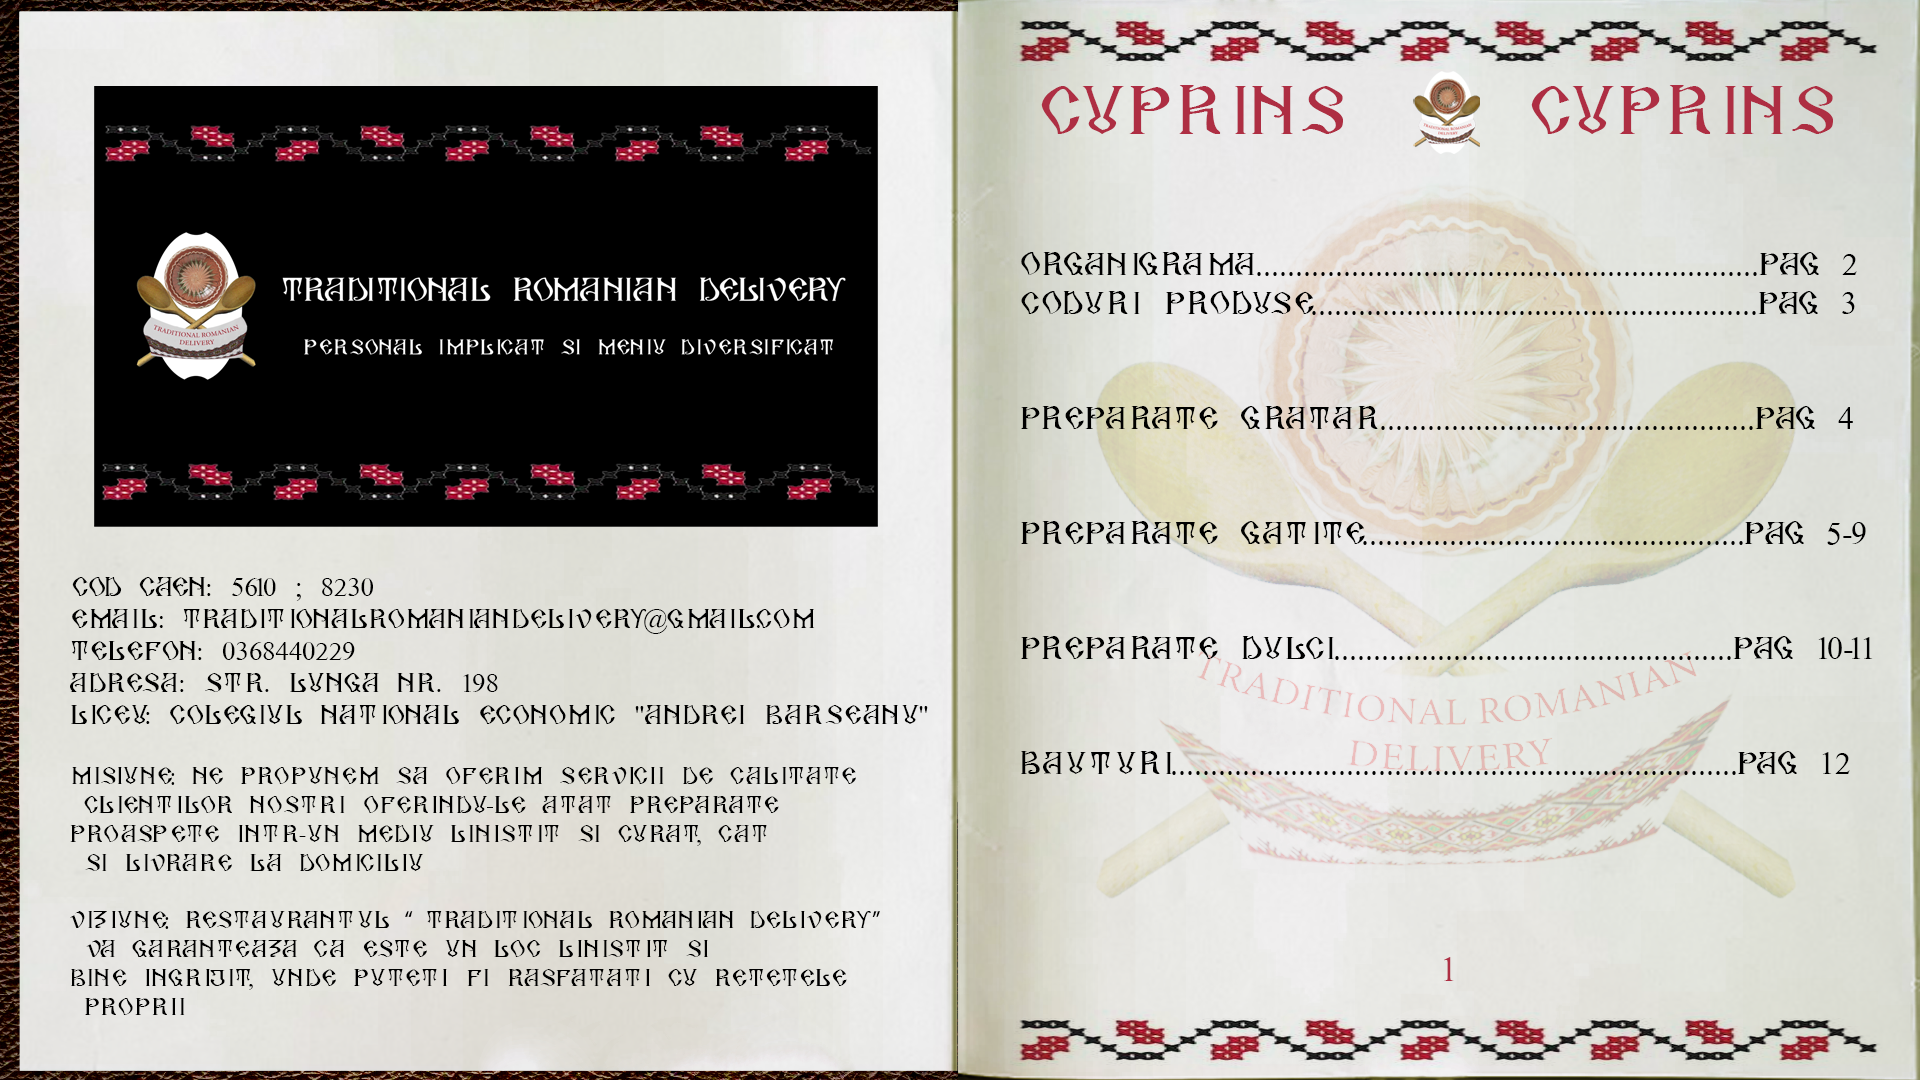 TRADITIONAL ROMANIAN DELIVERY
PERSONAL IMPLICAT SI MENIU DIVERSIFICAT
TRADITIONAL ROMANIAN
DELIVERY
COD CAEN: 5610 ; 8230
EMAIL: TRADITIONALROMANIANDELIVERY@GMAIL.COM
TELEFON: 0368440229
ADRESA: STR. LUNGA NR. 198
LICEU: COLEGIUL NATIONAL ECONOMIC "ANDREI BARSEANU"
MISIUNE: NE PROPUNEM SA OFERIM SERVICII DE CALITATE
CLIENTILOR NOSTRI OFERINDU-LE ATAT PREPARATE
PROASPETE INTR-UN MEDIU LINISTIT SI CURAT, CAT
SI LIVRARE LA DOMICILIU
VIZIUNE: RESTAURANTUL “ TRADITIONAL ROMANIAN DELIVERY”
VA GARANTEAZA CA ESTE UN LOC LINISTIT SI
BINE INGRIJIT, UNDE PUTETI FI RASFATATI CU RETETELE
PROPRII
CUPRINS CUPRINS
TRADITIONAL ROMANIAN
DELIVERY
ORGANIGRAMA...............................................................PAG 2
CODURI PRODUSE........................................................PAG 3
PREPARATE GRATAR...............................................PAG 4
PREPARATE GATITE................................................PAG 5-9
PREPARATE DULCI..................................................PAG 10-11
BAUTURI.......................................................................PAG 12
TRADITIONAL ROMANIAN
DELIVERY
1